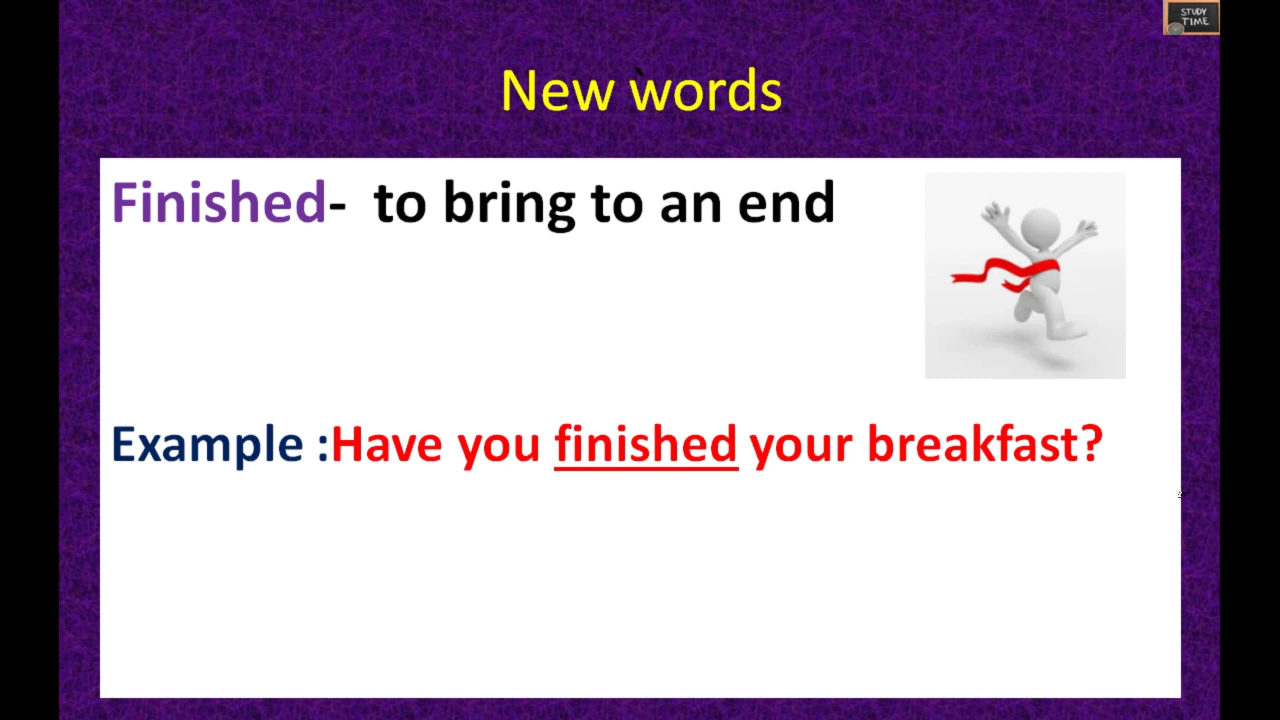 STUDY
TIME
New words
Finished- to bring to an end
Example :Have you finished your breakfast?